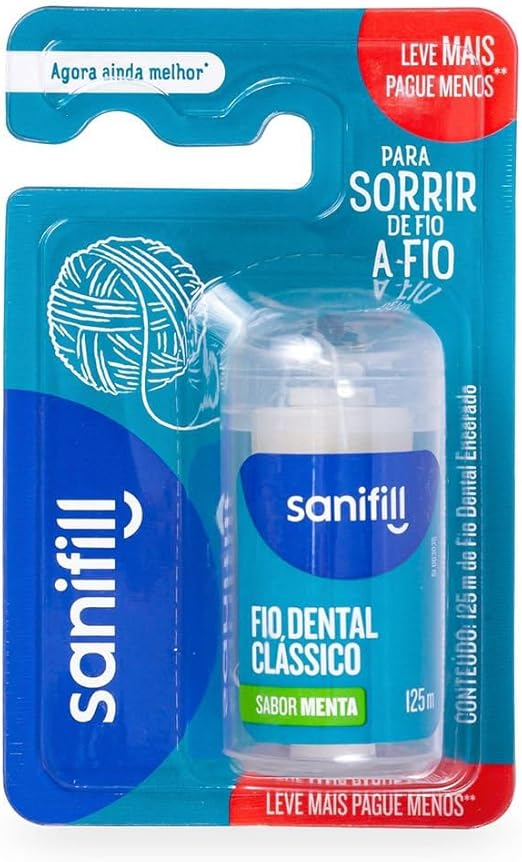 Agora ainda melhor*
LEVE MAIS
PAGUE MENOS**
PARA
SORRIR
DE FIO
A FIO
sanifill
sanifill
FIO DENTAL
CLÁSSICO
SABOR MENTA
125 m
CONTEÚDO: 125 m de Fio Dental Encerado
LEVE MAIS PAGUE MENOS**